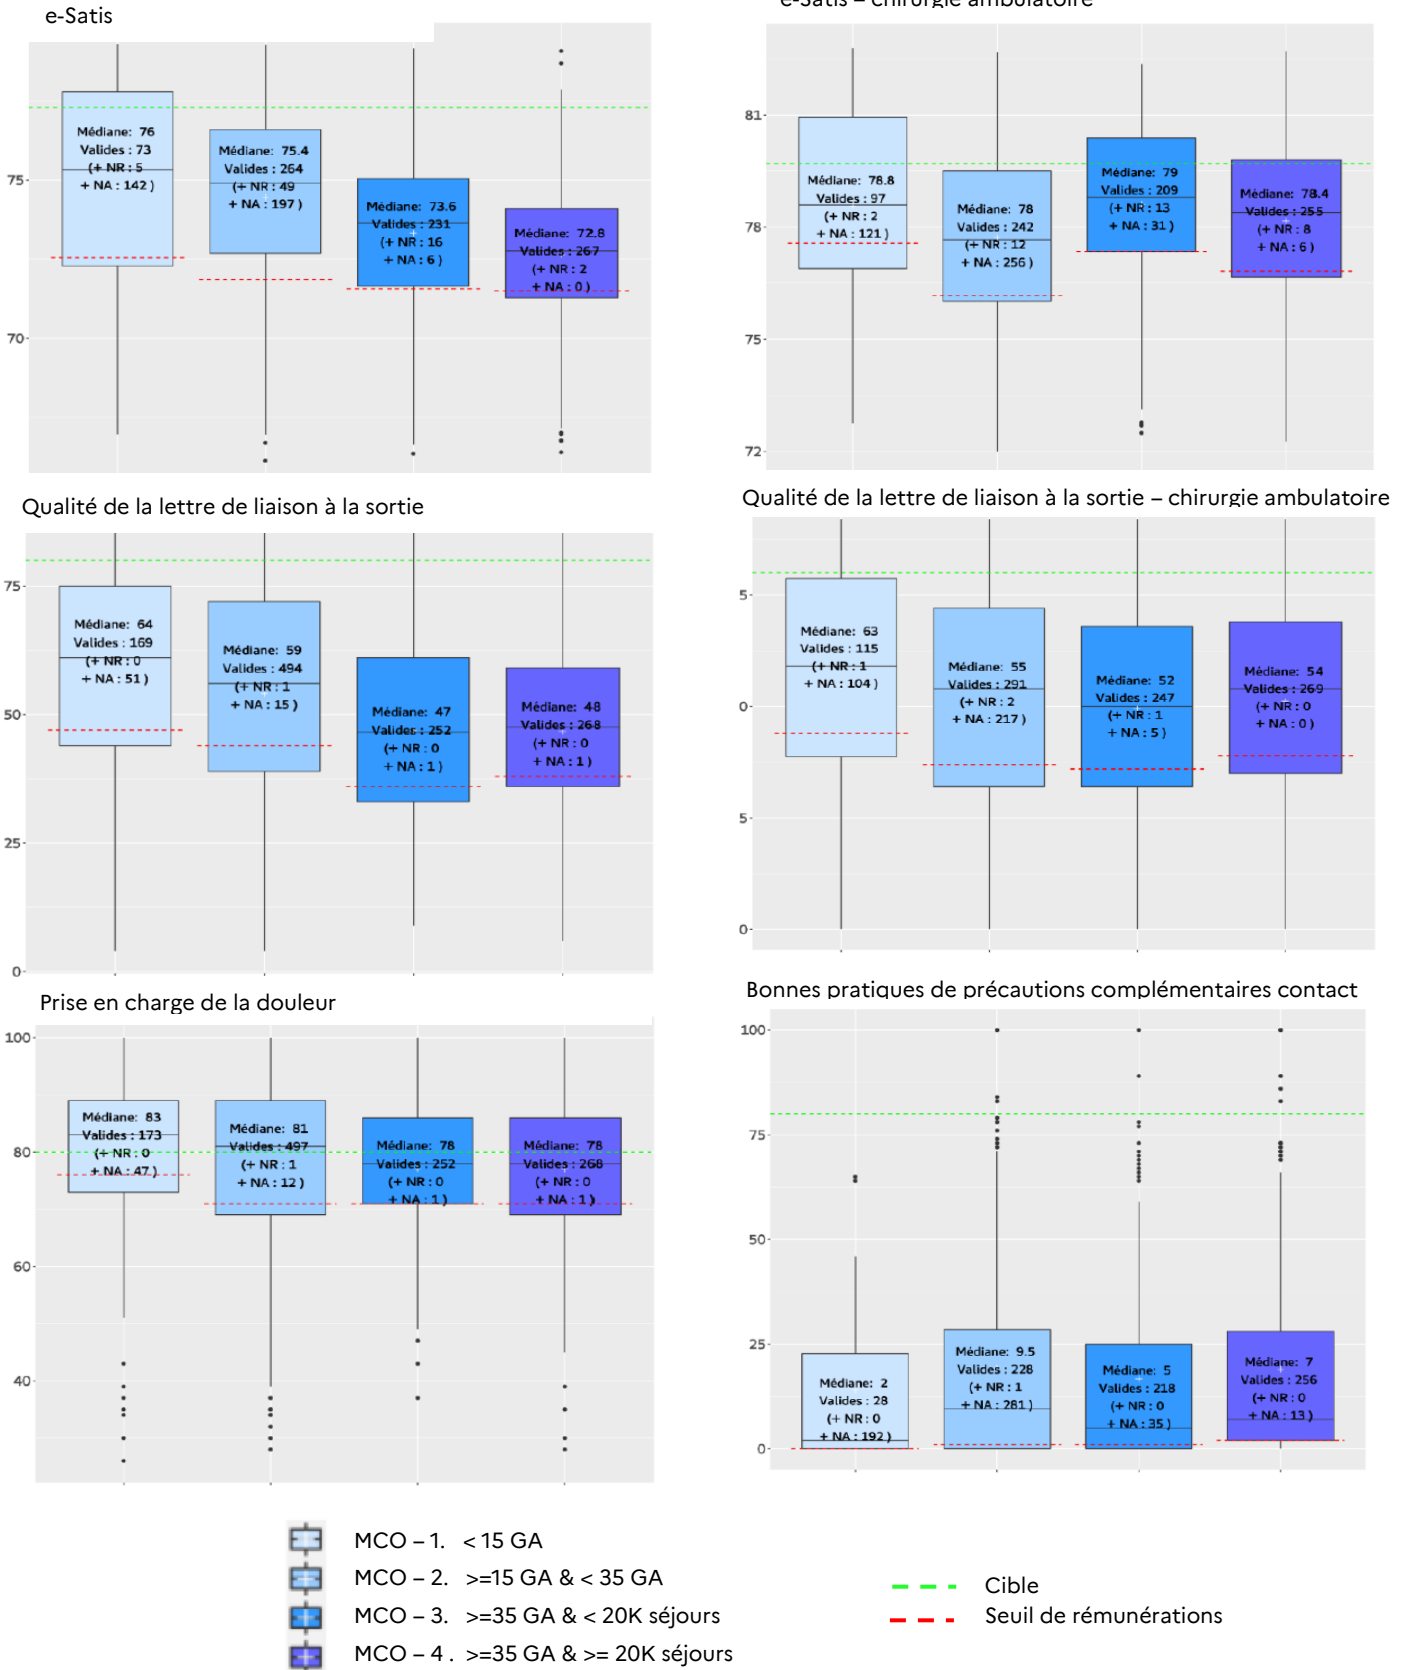 e-Satis
75
70
Médiane: 76
Valides : 73
(+ NR : 5
+ NA : 142 )
Médiane: 75.4
Valides : 264
(+ NR : 49
+ NA : 197 )
Médiane: 73.6
Valides : 231
(+ NR : 16
+ NA : 6 )
Médiane: 72.8
Valides : 267
(+ NR : 2
+ NA : 0 )
e-Satis – chirurgie ambulatoire
81
78
75
72
Médiane: 78.8
Valides : 97
(+ NR : 2
+ NA : 121 )
Médiane: 78
Valides : 242
(+ NR : 12
+ NA : 256 )
Médiane: 79
Valides : 209
(+ NR : 13
+ NA : 31 )
Médiane: 78.4
Valides : 255
(+ NR : 8
+ NA : 6 )
Qualité de la lettre de liaison à la sortie
75
50
25
0
Médiane: 64
Valides : 169
(+ NR : 0
+ NA : 51 )
Médiane: 59
Valides : 494
(+ NR : 1
+ NA : 15 )
Médiane: 47
Valides : 252
(+ NR : 0
+ NA : 1 )
Médiane: 48
Valides : 268
(+ NR : 0
+ NA : 1 )
Qualité de la lettre de liaison à la sortie – chirurgie ambulatoire
5
0
5
0
Médiane: 63
Valides : 115
(+ NR : 1
+ NA : 104 )
Médiane: 55
Valides : 291
(+ NR : 2
+ NA : 217 )
Médiane: 52
Valides : 247
(+ NR : 1
+ NA : 5 )
Médiane: 54
Valides : 269
(+ NR : 0
+ NA : 0 )
Prise en charge de la douleur
100
80
60
40
Médiane: 83
Valides : 173
(+ NR : 0
+ NA : 47 )
Médiane: 81
Valides : 497
(+ NR : 1
+ NA : 12 )
Médiane: 78
Valides : 252
(+ NR : 0
+ NA : 1 )
Médiane: 78
Valides : 268
(+ NR : 0
+ NA : 1 )
Bonnes pratiques de précautions complémentaires contact
100
75
50
25
0
Médiane: 2
Valides : 28
(+ NR : 0
+ NA : 192 )
Médiane: 9.5
Valides : 228
(+ NR : 1
+ NA : 281 )
Médiane: 5
Valides : 218
(+ NR : 0
+ NA : 35 )
Médiane: 7
Valides : 256
(+ NR : 0
+ NA : 13 )
MCO – 1. < 15 GA
MCO – 2. >=15 GA & < 35 GA
MCO – 3. >=35 GA & < 20K séjours
MCO – 4 . >=35 GA & >= 20K séjours
Cible
Seuil de rémunérations